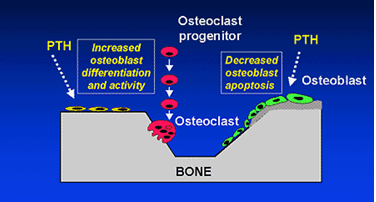 Osteoclast
progenitor
PTH
Increased
osteoblast
differentiation
and activity
Decreased
osteoblast
apoptosis
PTH
Osteoblast
Osteoclast
BONE